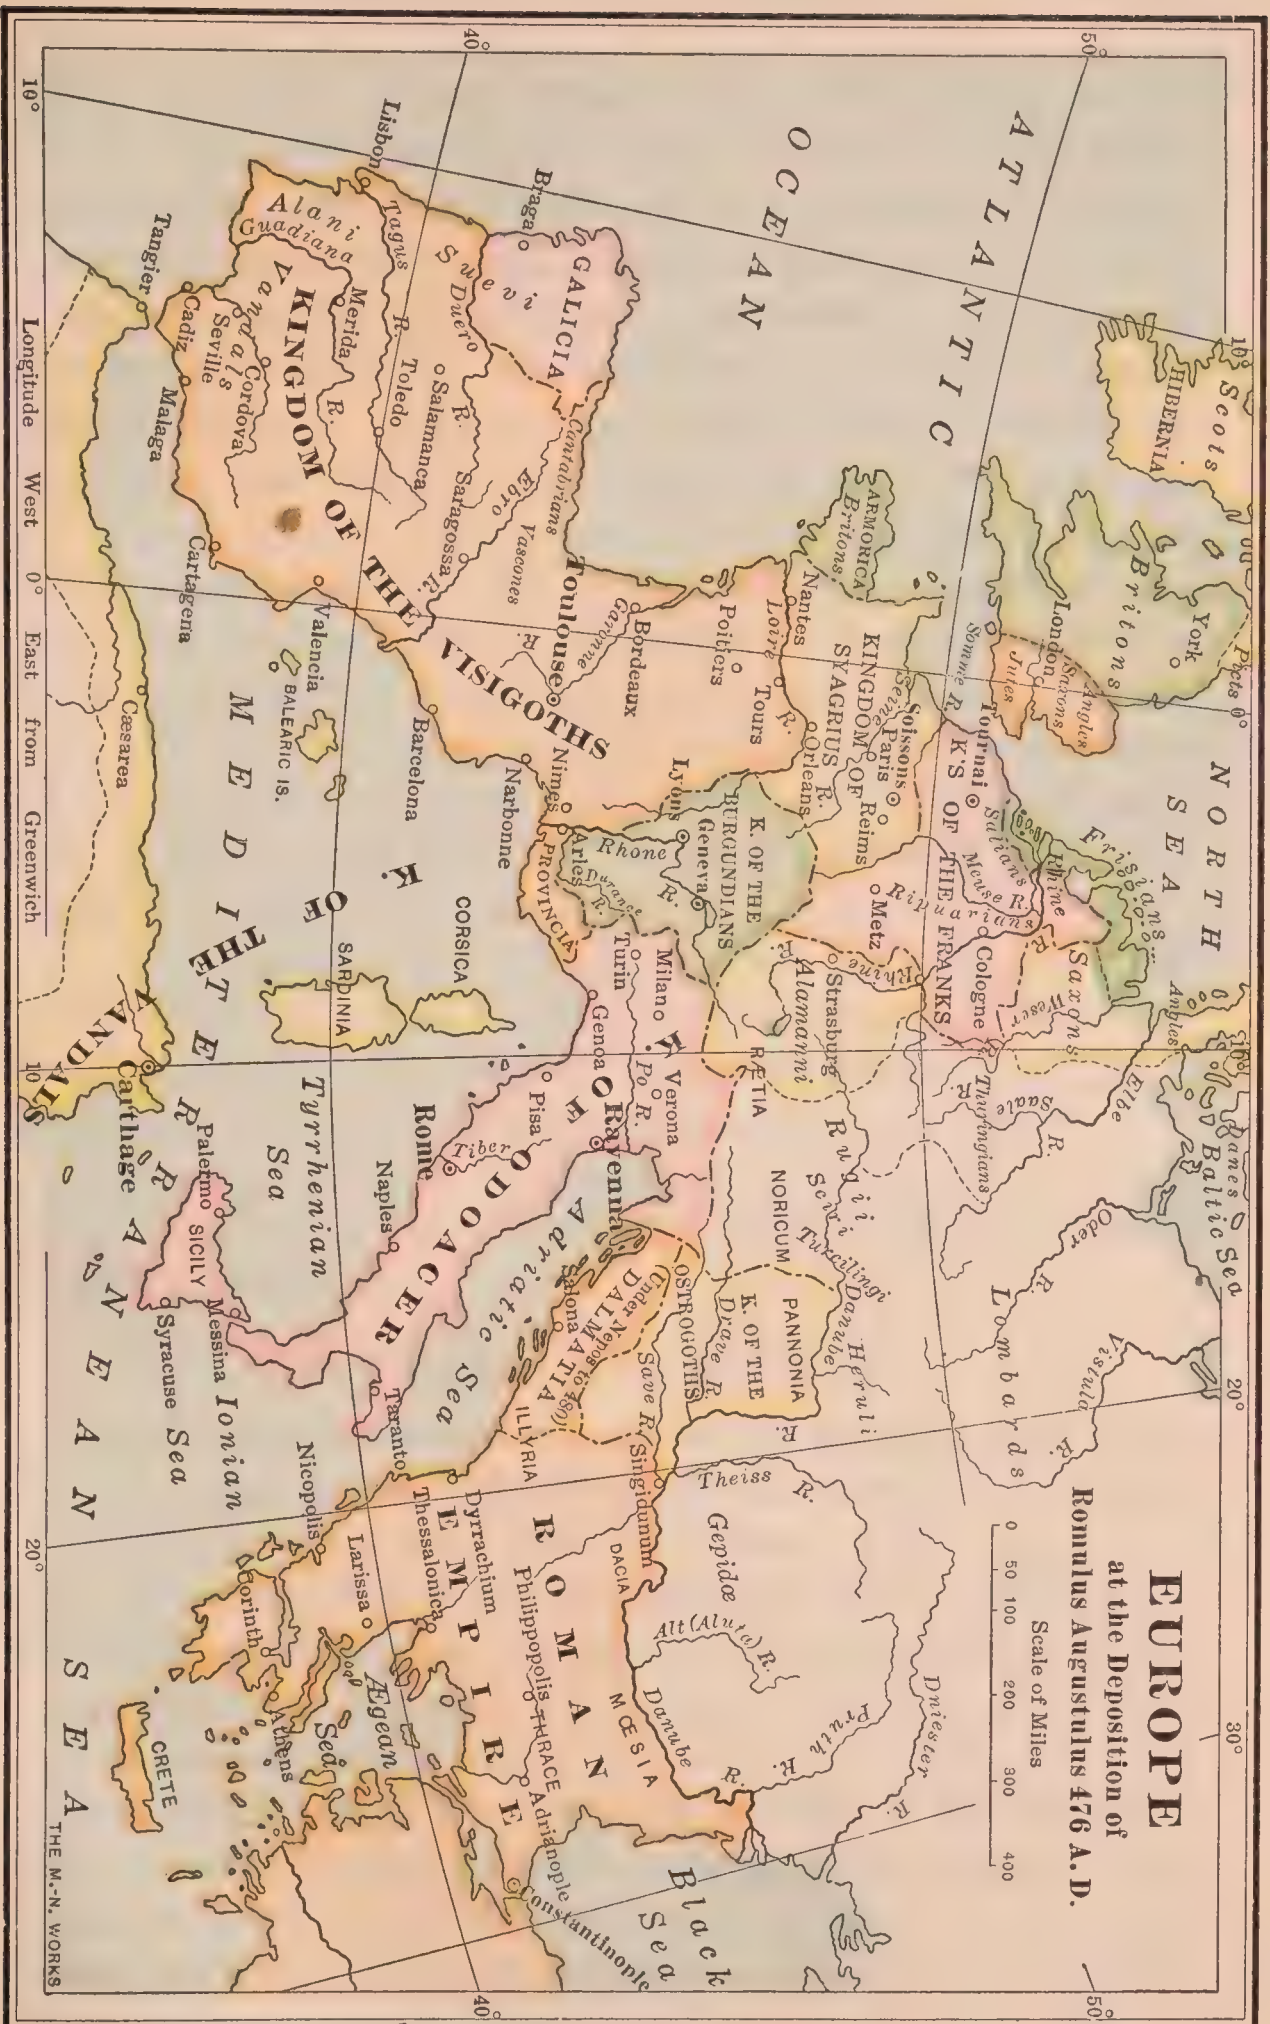 EUROPE
at the Deposition of
Romulus Augustulus 476 A. D.
Scale of Miles
0 50 100 200 300 400
10°
0°
10°
20°
30°
50°
40°
50°
40°
10°
0°
10
20°
Longitude West
East from Greenwich
ATLANTIC
OCEAN
NORTH
SEA
Baltic Sea
Scots
HIBERNIA
Picts
Britons
York
London
Angles
Saxons
Jutes
ARMORICA
Britons
Frisians
Angles
Danes
Saxons
Weser
Elbe
Oder
R.
Vistula
R.
Lombards
Thuringians
Saale
R.
R.
Somme R.
Tournai
K'S OF THE FRANKS
Salians
Ripuarians
Meuse R.
Rhine
R.
Cologne
Metz
Soissons
Seine
Paris
Reims
KINGDOM OF
SYAGRIUS
R.
Orleans
Tours
R.
Loire
Nantes
Poitiers
Bordeaux
Garonne
R.
Toulouse
KINGDOM OF THE VISIGOTHS
Nimes
Narbonne
Arles
PROVINCIA
Durance
R.
Rhone
R.
Lyons
Geneva
K. OF THE
BURGUNDIANS
Rhine
R.
Strasburg
Alamanni
RÆTIA
Rugii
Sciri
Turcilingi
Heruli
Danube
R.
NORICUM
PANNONIA
K. OF THE
OSTROGOTHS
Drave R.
Save R.
DALMATIA
(Under Nepos to 480)
Salona
ILLYRIA
Singidunum
Theiss
R.
Gepidæ
Alt (Aluta) R.
Pruth
R.
Dniester
R.
Danube
R.
DACIA
MŒSIA
ROMAN
EMPIRE
THRACE
Philippopolis
Adrianople
Constantinople
Black
Sea
Thessalonica
Dyrrachium
Larissa
Nicopolis
Corinth
Athens
Ægean
Sea
CRETE
GALICIA
Suevi
Braga
Duero
R.
Cantabrians
Vascones
Ebro
R.
Saragossa
Salamanca
Toledo
Tagus
R.
Lisbon
Alani
Guadiana
R.
Merida
Vandals
Cordova
Seville
Cadiz
Malaga
Cartagena
Valencia
Barcelona
BALEARIC IS.
Tangier
Cæsarea
Carthage
K. OF THE VANDALS
CORSICA
SARDINIA
MEDITERRANEAN SEA
Turin
Milano
Verona
Po R.
Genoa
Pisa
Ravenna
K. OF ODOACER
Tiber
Rome
Naples
Taranto
Adriatic
Sea
Tyrrhenian
Sea
Palermo
SICILY
Messina
Syracuse
Ionian
Sea
THE M.-N. WORKS